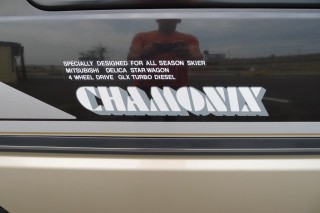 SPECIALLY DESIGNED FOR ALL SEASON SKIER
MITSUBISHI DELICA STAR WAGON
4 WHEEL DRIVE GLX TURBO DIESEL
CHAMONIX